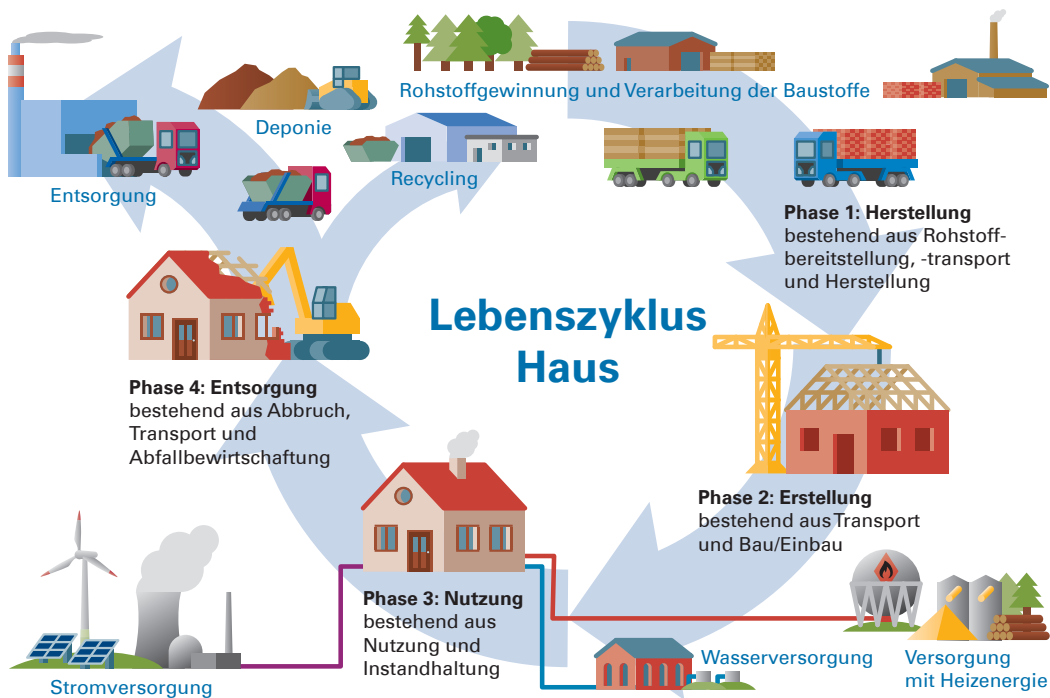 Rohstoffgewinnung und Verarbeitung der Baustoffe
Deponie
Recycling
Entsorgung
Phase 1: Herstellung
bestehend aus Rohstoff-
bereitstellung, -transport
und Herstellung
Lebenszyklus
Haus
Phase 4: Entsorgung
bestehend aus Abbruch,
Transport und
Abfallbewirtschaftung
Phase 2: Erstellung
bestehend aus Transport
und Bau/Einbau
Phase 3: Nutzung
bestehend aus
Nutzung und
Instandhaltung
Stromversorgung
Wasserversorgung
Versorgung
mit Heizenergie